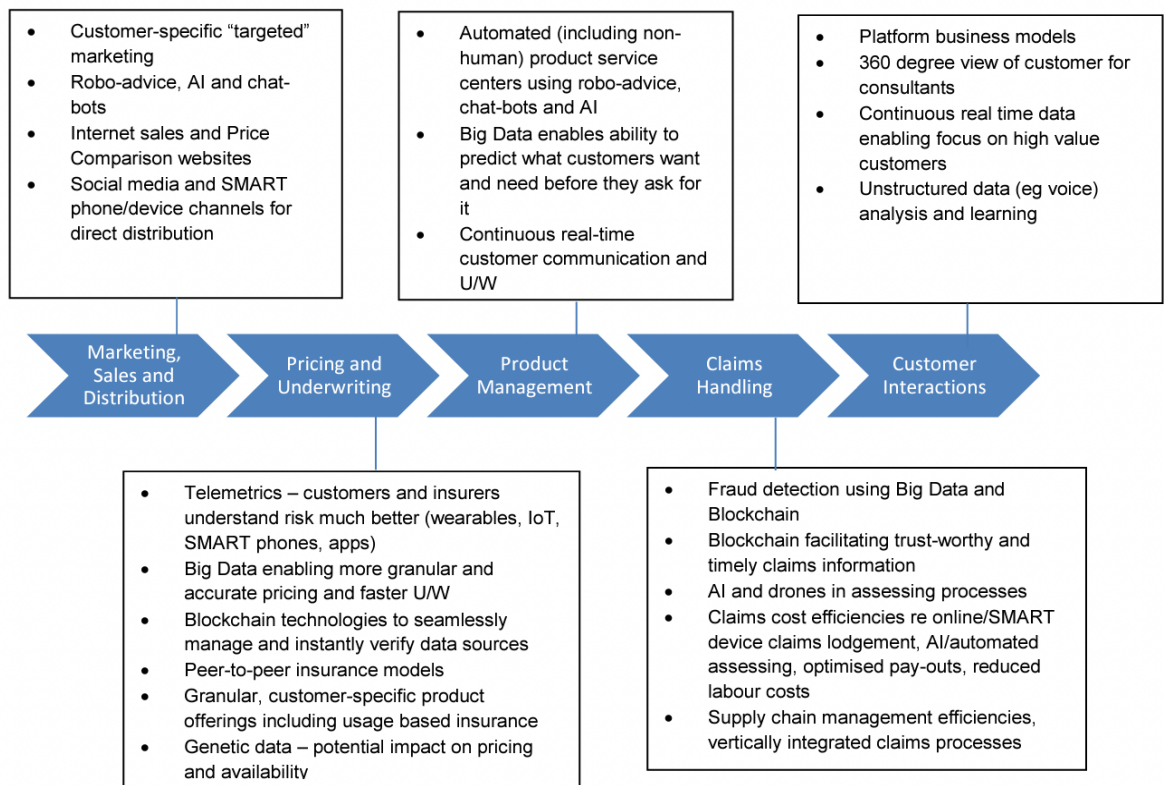 • Customer-specific “targeted”
marketing
• Robo-advice, AI and chat-
bots
• Internet sales and Price
Comparison websites
• Social media and SMART
phone/device channels for
direct distribution
• Automated (including non-
human) product service
centers using robo-advice,
chat-bots and AI
• Big Data enables ability to
predict what customers want
and need before they ask for
it
• Continuous real-time
customer communication and
U/W
• Platform business models
• 360 degree view of customer for
consultants
• Continuous real time data
enabling focus on high value
customers
• Unstructured data (eg voice)
analysis and learning
Marketing,
Sales and
Distribution
Pricing and
Underwriting
Product
Management
Claims
Handling
Customer
Interactions
• Telemetrics – customers and insurers
understand risk much better (wearables, IoT,
SMART phones, apps)
• Big Data enabling more granular and
accurate pricing and faster U/W
• Blockchain technologies to seamlessly
manage and instantly verify data sources
• Peer-to-peer insurance models
• Granular, customer-specific product
offerings including usage based insurance
• Genetic data – potential impact on pricing
and availability
• Fraud detection using Big Data and
Blockchain
• Blockchain facilitating trust-worthy and
timely claims information
• AI and drones in assessing processes
• Claims cost efficiencies re online/SMART
device claims lodgement, AI/automated
assessing, optimised pay-outs, reduced
labour costs
• Supply chain management efficiencies,
vertically integrated claims processes